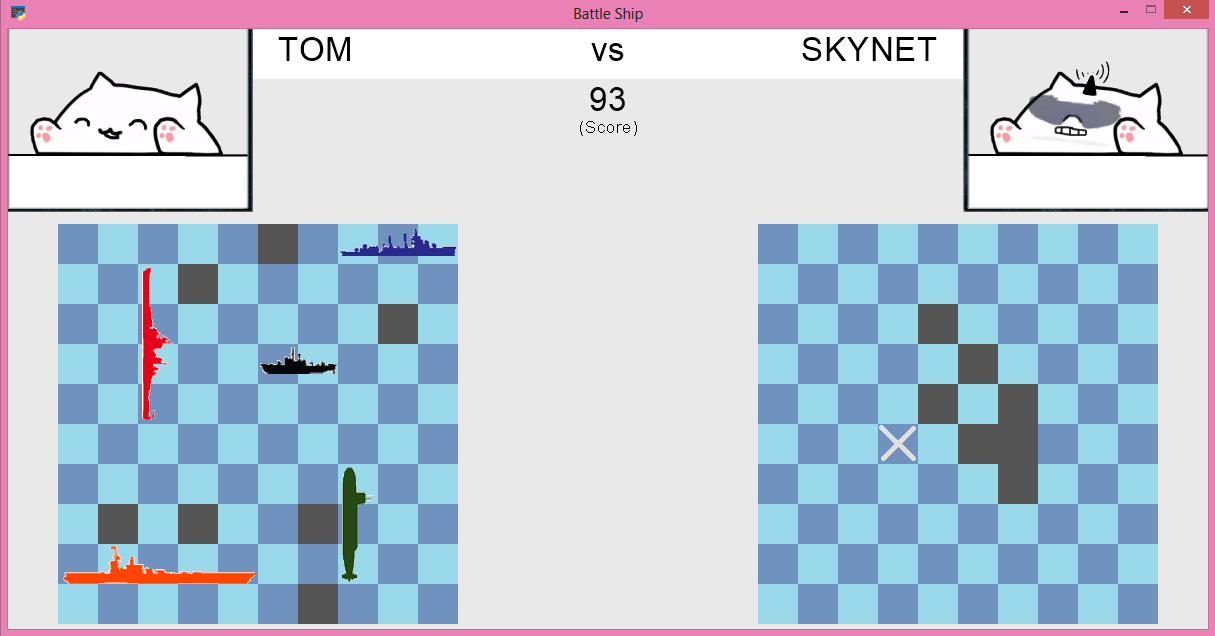 Battle Ship
TOM vs SKYNET
93
(Score)